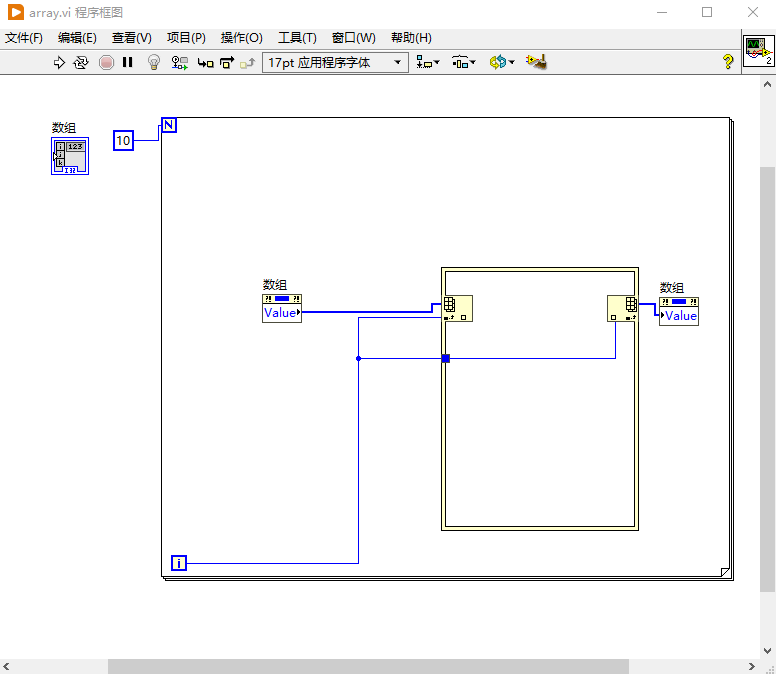 array.vi 程序框图
文件(F) 编辑(E) 查看(V) 项目(P) 操作(O) 工具(T) 窗口(W) 帮助(H)
17pt 应用程序字体
?
2
数组
123
I32
10
N
数组
?! ?!
Value
数组
?! ?!
Value
i